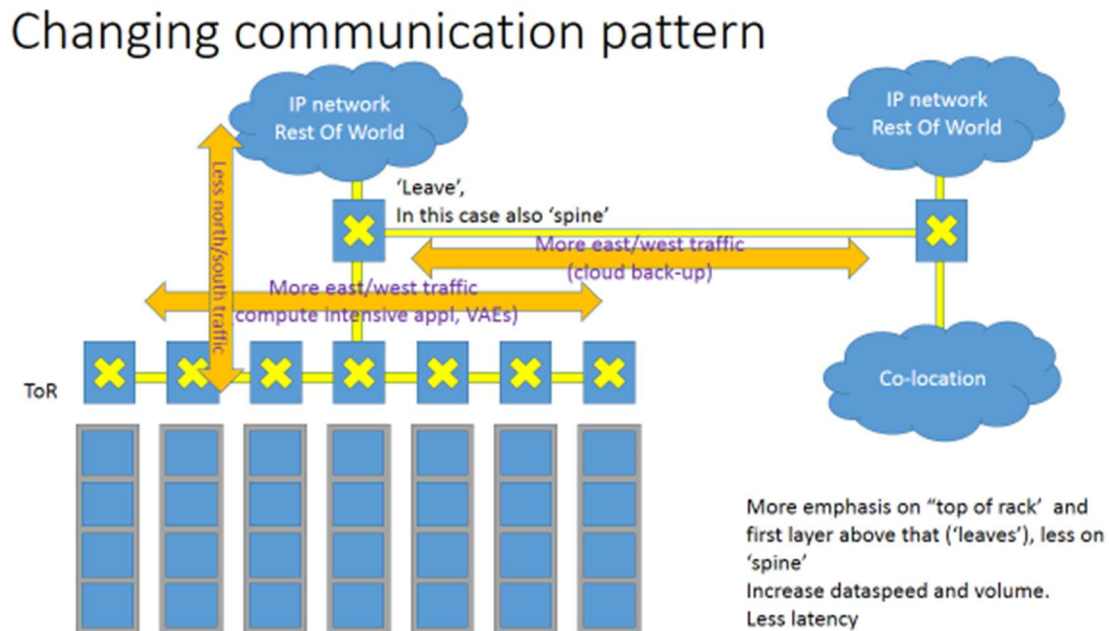 Changing communication pattern
IP network
Rest Of World
IP network
Rest Of World
Less north/south traffic
'Leave',
In this case also 'spine'
More east/west traffic
(cloud back-up)
More east/west traffic
(compute intensive appl, VAEs)
ToR
Co-location
More emphasis on "top of rack' and
first layer above that ('leaves'), less on
'spine'
Increase dataspeed and volume.
Less latency